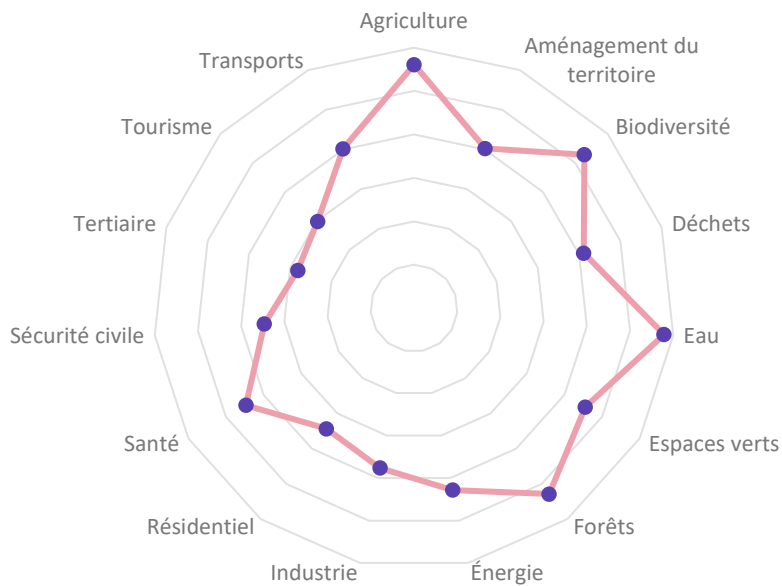 Agriculture
Aménagement du
territoire
Biodiversité
Déchets
Eau
Espaces verts
Forêts
Énergie
Industrie
Résidentiel
Santé
Sécurité civile
Tertiaire
Tourisme
Transports